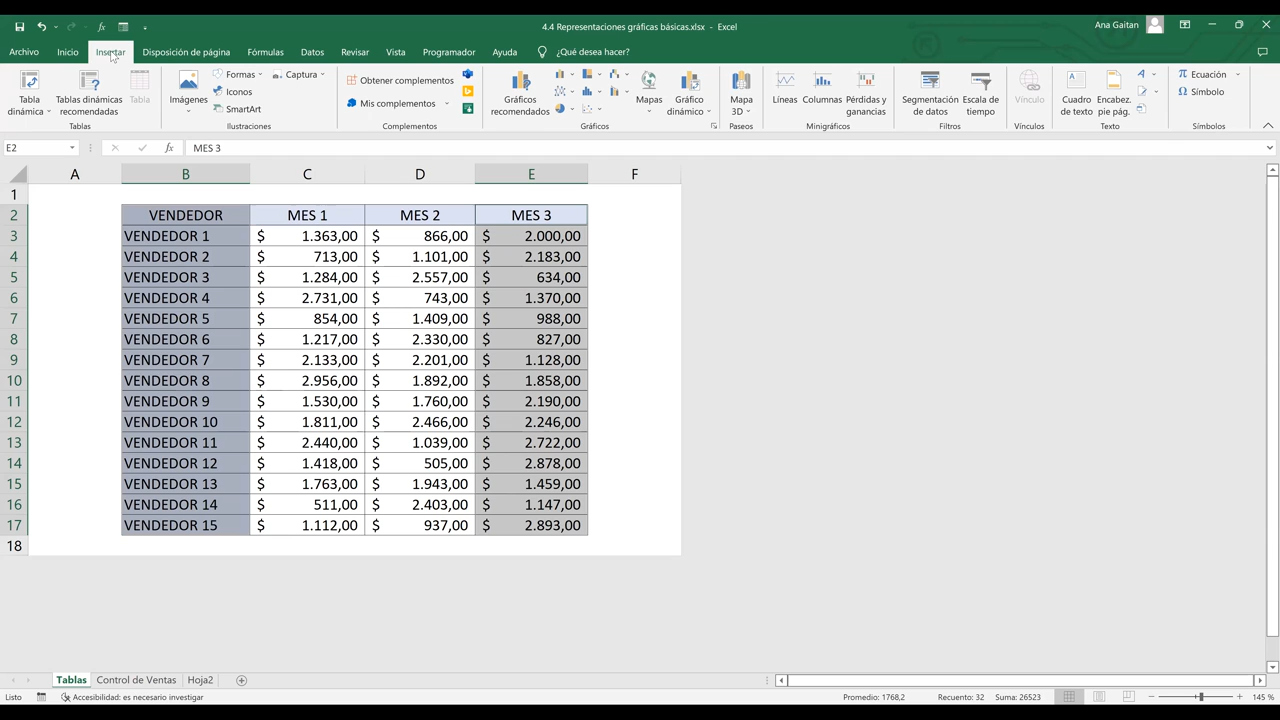 4.4 Representaciones gráficas básicas.xlsx - Excel
Ana Gaitan
Archivo Inicio Insertar Disposición de página Fórmulas Datos Revisar Vista Programador Ayuda ¿Qué desea hacer?
Tabla dinámica
Tablas dinámicas recomendadas
Tabla
Tablas
Imágenes
Formas
Iconos
SmartArt
Captura
Ilustraciones
Obtener complementos
Mis complementos
Complementos
Gráficos recomendados
Mapas
Gráfico dinámico
Gráficos
Mapa 3D
Paseos
Líneas
Columnas
Pérdidas y ganancias
Minigráficos
Segmentación de datos
Escala de tiempo
Filtros
Vínculo
Vínculos
Cuadro de texto
Encabez. pie pág.
Texto
Ecuación
Símbolo
Símbolos
E2 fx MES 3
A B C D E F
1
2 VENDEDOR MES 1 MES 2 MES 3
3 VENDEDOR 1 $ 1.363,00 $ 866,00 $ 2.000,00
4 VENDEDOR 2 $ 713,00 $ 1.101,00 $ 2.183,00
5 VENDEDOR 3 $ 1.284,00 $ 2.557,00 $ 634,00
6 VENDEDOR 4 $ 2.731,00 $ 743,00 $ 1.370,00
7 VENDEDOR 5 $ 854,00 $ 1.409,00 $ 988,00
8 VENDEDOR 6 $ 1.217,00 $ 2.330,00 $ 827,00
9 VENDEDOR 7 $ 2.133,00 $ 2.201,00 $ 1.128,00
10 VENDEDOR 8 $ 2.956,00 $ 1.892,00 $ 1.858,00
11 VENDEDOR 9 $ 1.530,00 $ 1.760,00 $ 2.190,00
12 VENDEDOR 10 $ 1.811,00 $ 2.466,00 $ 2.246,00
13 VENDEDOR 11 $ 2.440,00 $ 1.039,00 $ 2.722,00
14 VENDEDOR 12 $ 1.418,00 $ 505,00 $ 2.878,00
15 VENDEDOR 13 $ 1.763,00 $ 1.943,00 $ 1.459,00
16 VENDEDOR 14 $ 511,00 $ 2.403,00 $ 1.147,00
17 VENDEDOR 15 $ 1.112,00 $ 937,00 $ 2.893,00
18
Tablas Control de Ventas Hoja2
Listo Accesibilidad: es necesario investigar Promedio: 1768,2 Recuento: 32 Suma: 26523 145 %